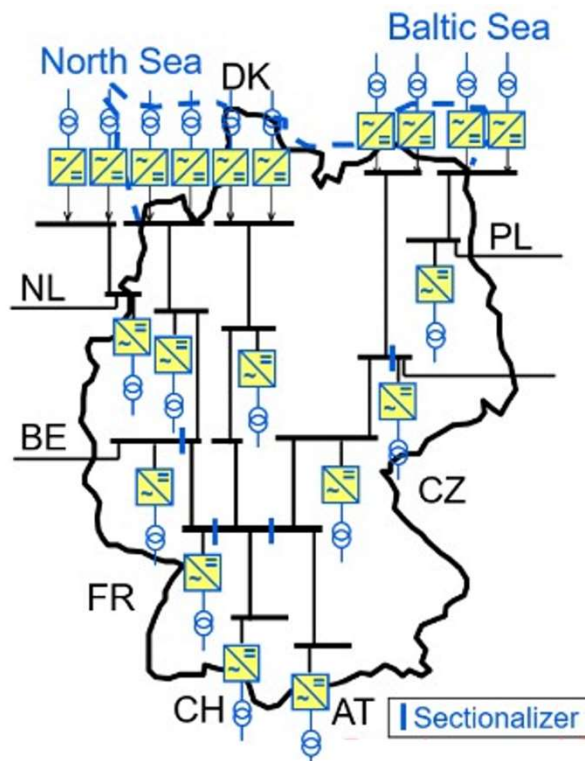 North Sea
DK
Baltic Sea
PL
NL
BE
CZ
FR
CH
AT
Sectionalizer